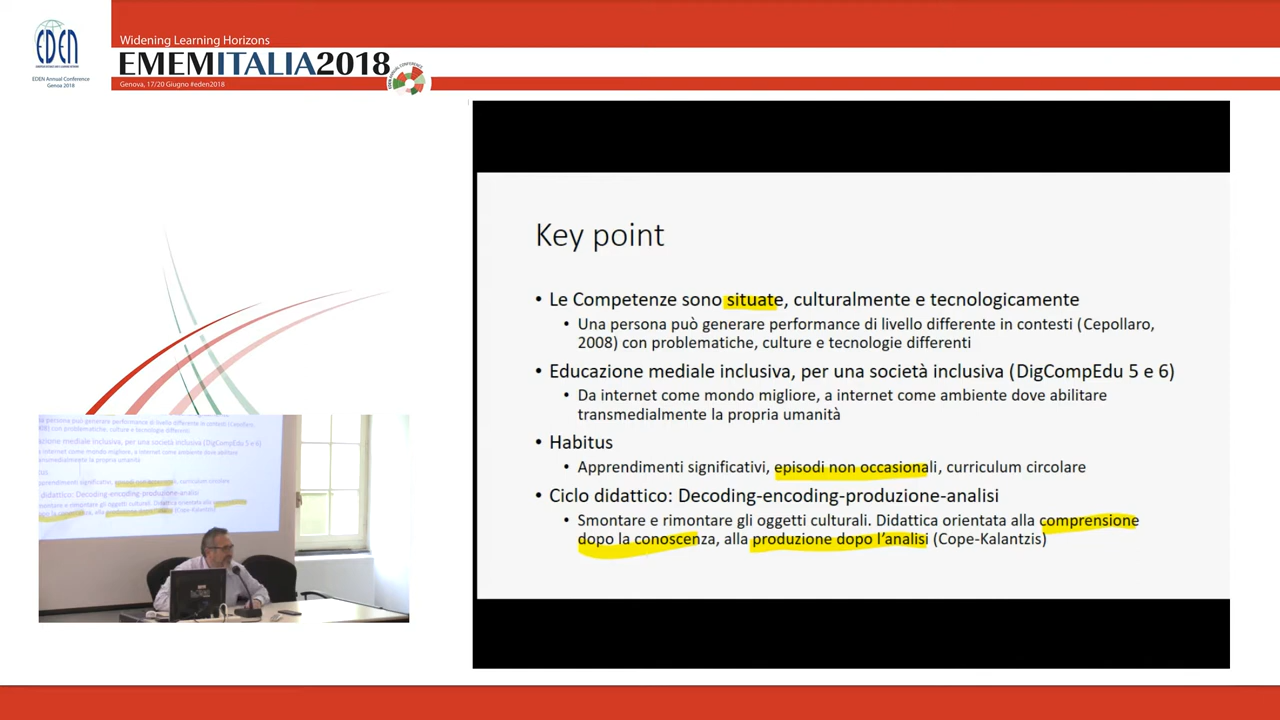 EDEN
EDEN Annual Conference
Genoa 2018
Widening Learning Horizons
EMEMITALIA2018
Genova, 17/20 Giugno #eden2018
Key point
• Le Competenze sono situate, culturalmente e tecnologicamente
• Una persona può generare performance di livello differente in contesti (Cepollaro,
2008) con problematiche, culture e tecnologie differenti
• Educazione mediale inclusiva, per una società inclusiva (DigCompEdu 5 e 6)
• Da internet come mondo migliore, a internet come ambiente dove abilitare
transmedialmente la propria umanità
• Habitus
• Apprendimenti significativi, episodi non occasionali, curriculum circolare
• Ciclo didattico: Decoding-encoding-produzione-analisi
• Smontare e rimontare gli oggetti culturali. Didattica orientata alla comprensione
dopo la conoscenza, alla produzione dopo l'analisi (Cope-Kalantzis)